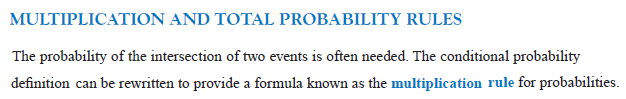 MULTIPLICATION AND TOTAL PROBABILITY RULES
The probability of the intersection of two events is often needed. The conditional probability
definition can be rewritten to provide a formula known as the multiplication rule for probabilities.